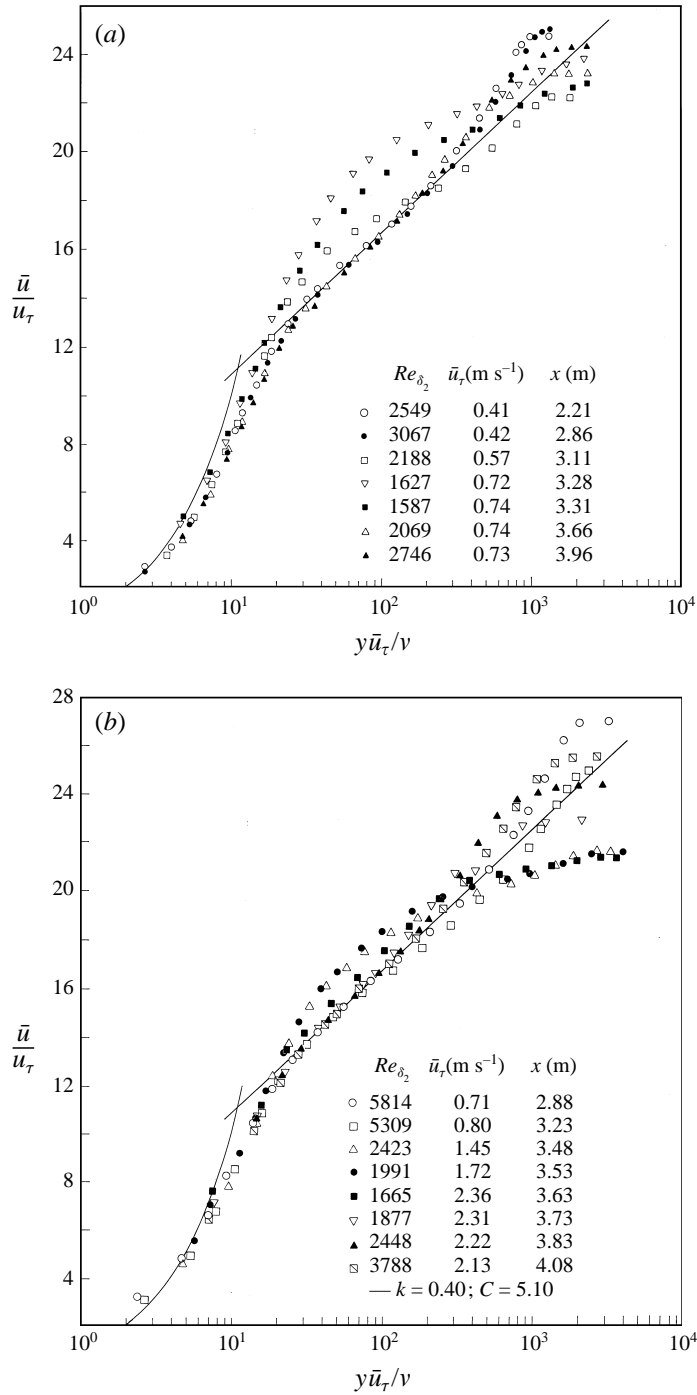 (a)
24
20
16
12
8
4
ū
u_τ
Re_δ₂ ū_τ(m s⁻¹) x (m)
2549 0.41 2.21
3067 0.42 2.86
2188 0.57 3.11
1627 0.72 3.28
1587 0.74 3.31
2069 0.74 3.66
2746 0.73 3.96
10⁰ 10¹ 10² 10³ 10⁴
yū_τ/ν
(b)
28
24
20
16
12
8
4
ū
u_τ
Re_δ₂ ū_τ(m s⁻¹) x (m)
5814 0.71 2.88
5309 0.80 3.23
2423 1.45 3.48
1991 1.72 3.53
1665 2.36 3.63
1877 2.31 3.73
2448 2.22 3.83
3788 2.13 4.08
— k = 0.40; C = 5.10
10⁰ 10¹ 10² 10³ 10⁴
yū_τ/ν